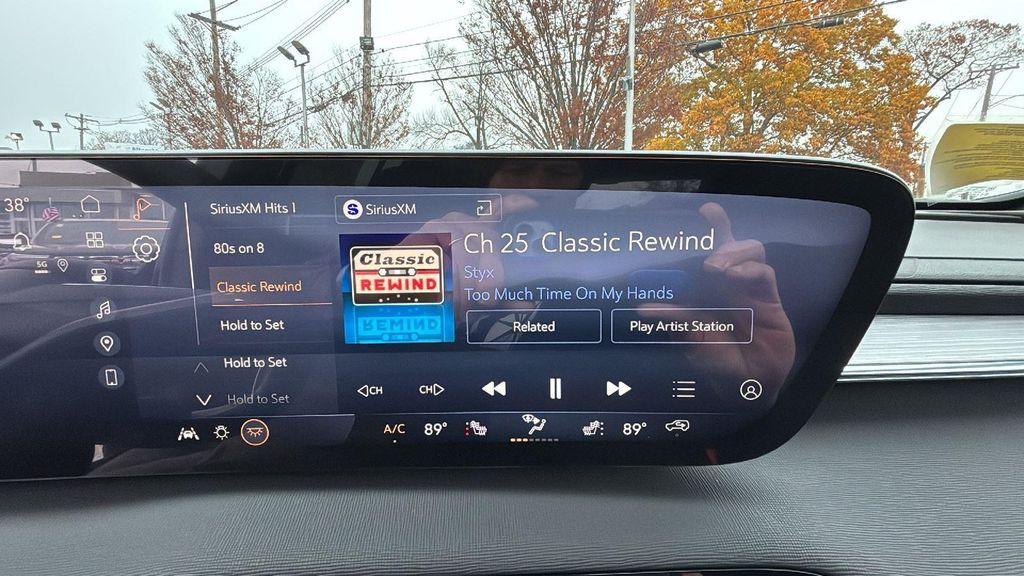 38°
5G
SiriusXM Hits 1
80s on 8
Classic Rewind
Hold to Set
Hold to Set
Hold to Set
S SiriusXM
Classic
REWIND
REWIND
Ch 25 Classic Rewind
Styx
Too Much Time On My Hands
Related
Play Artist Station
CH
CH
A/C
89°
89°